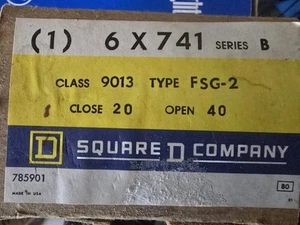 (1) 6 X 741 SERIES B
CLASS 9013 TYPE FSG-2
CLOSE 20 OPEN 40
D SQUARE D COMPANY
785901
MADE IN USA
80